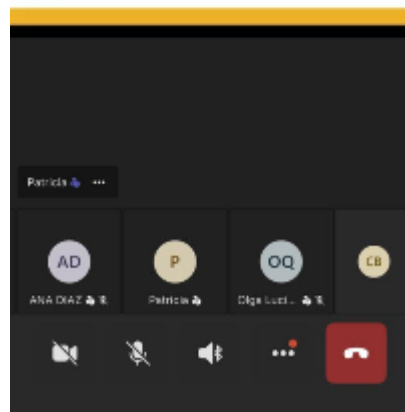 Patricia
AD
P
OQ
CB
ANA DIAZ
Patricia
Olga Luci...